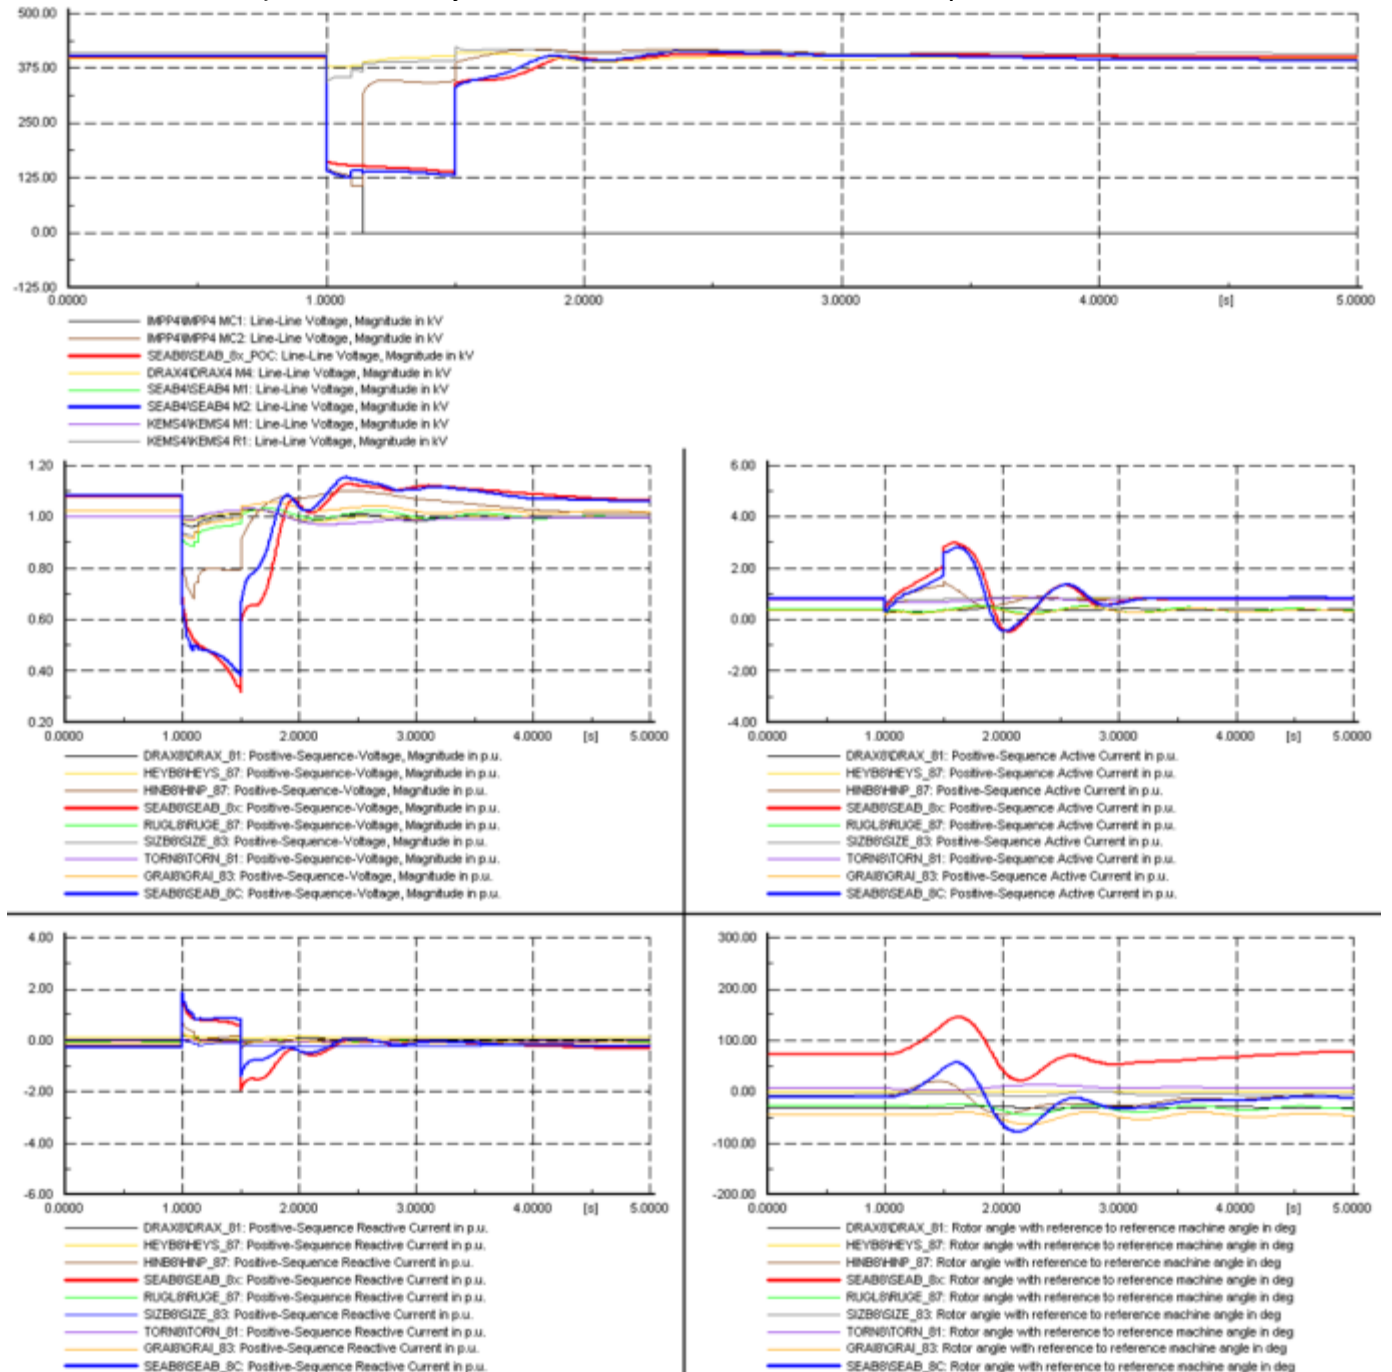 500.00
375.00
250.00
125.00
0.00
-125.00
0.0000 1.0000 2.0000 3.0000 4.0000 [s] 5.0000
IMPP4\IMPP4 MC1: Line-Line Voltage, Magnitude in kV
IMPP4\IMPP4 MC2: Line-Line Voltage, Magnitude in kV
SEAB8\SEAB_8x_POC: Line-Line Voltage, Magnitude in kV
DRAX4\DRAX4 M4: Line-Line Voltage, Magnitude in kV
SEAB4\SEAB4 M1: Line-Line Voltage, Magnitude in kV
SEAB4\SEAB4 M2: Line-Line Voltage, Magnitude in kV
KEMS4\KEMS4 M1: Line-Line Voltage, Magnitude in kV
KEMS4\KEMS4 R1: Line-Line Voltage, Magnitude in kV
1.20
1.00
0.80
0.60
0.40
0.20
0.0000 1.0000 2.0000 3.0000 4.0000 [s] 5.0000
DRAX8\DRAX_81: Positive-Sequence-Voltage, Magnitude in p.u.
HEYB8\HEYS_87: Positive-Sequence-Voltage, Magnitude in p.u.
HINB8\HINP_87: Positive-Sequence-Voltage, Magnitude in p.u.
SEAB8\SEAB_8x: Positive-Sequence-Voltage, Magnitude in p.u.
RUGL8\RUGE_87: Positive-Sequence-Voltage, Magnitude in p.u.
SIZB8\SIZE_83: Positive-Sequence-Voltage, Magnitude in p.u.
TORN8\TORN_81: Positive-Sequence-Voltage, Magnitude in p.u.
GRAI8\GRAI_83: Positive-Sequence-Voltage, Magnitude in p.u.
SEAB8\SEAB_8C: Positive-Sequence-Voltage, Magnitude in p.u.
6.00
4.00
2.00
0.00
-2.00
-4.00
0.0000 1.0000 2.0000 3.0000 4.0000 [s] 5.0000
DRAX8\DRAX_81: Positive-Sequence Active Current in p.u.
HEYB8\HEYS_87: Positive-Sequence Active Current in p.u.
HINB8\HINP_87: Positive-Sequence Active Current in p.u.
SEAB8\SEAB_8x: Positive-Sequence Active Current in p.u.
RUGL8\RUGE_87: Positive-Sequence Active Current in p.u.
SIZB8\SIZE_83: Positive-Sequence Active Current in p.u.
TORN8\TORN_81: Positive-Sequence Active Current in p.u.
GRAI8\GRAI_83: Positive-Sequence Active Current in p.u.
SEAB8\SEAB_8C: Positive-Sequence Active Current in p.u.
4.00
2.00
0.00
-2.00
-4.00
-6.00
0.0000 1.0000 2.0000 3.0000 4.0000 [s] 5.0000
DRAX8\DRAX_81: Positive-Sequence Reactive Current in p.u.
HEYB8\HEYS_87: Positive-Sequence Reactive Current in p.u.
HINB8\HINP_87: Positive-Sequence Reactive Current in p.u.
SEAB8\SEAB_8x: Positive-Sequence Reactive Current in p.u.
RUGL8\RUGE_87: Positive-Sequence Reactive Current in p.u.
SIZB8\SIZE_83: Positive-Sequence Reactive Current in p.u.
TORN8\TORN_81: Positive-Sequence Reactive Current in p.u.
GRAI8\GRAI_83: Positive-Sequence Reactive Current in p.u.
SEAB8\SEAB_8C: Positive-Sequence Reactive Current in p.u.
300.00
200.00
100.00
0.00
-100.00
-200.00
0.0000 1.0000 2.0000 3.0000 4.0000 [s] 5.0000
DRAX8\DRAX_81: Rotor angle with reference to reference machine angle in deg
HEYB8\HEYS_87: Rotor angle with reference to reference machine angle in deg
HINB8\HINP_87: Rotor angle with reference to reference machine angle in deg
SEAB8\SEAB_8x: Rotor angle with reference to reference machine angle in deg
RUGL8\RUGE_87: Rotor angle with reference to reference machine angle in deg
SIZB8\SIZE_83: Rotor angle with reference to reference machine angle in deg
TORN8\TORN_81: Rotor angle with reference to reference machine angle in deg
GRAI8\GRAI_83: Rotor angle with reference to reference machine angle in deg
SEAB8\SEAB_8C: Rotor angle with reference to reference machine angle in deg